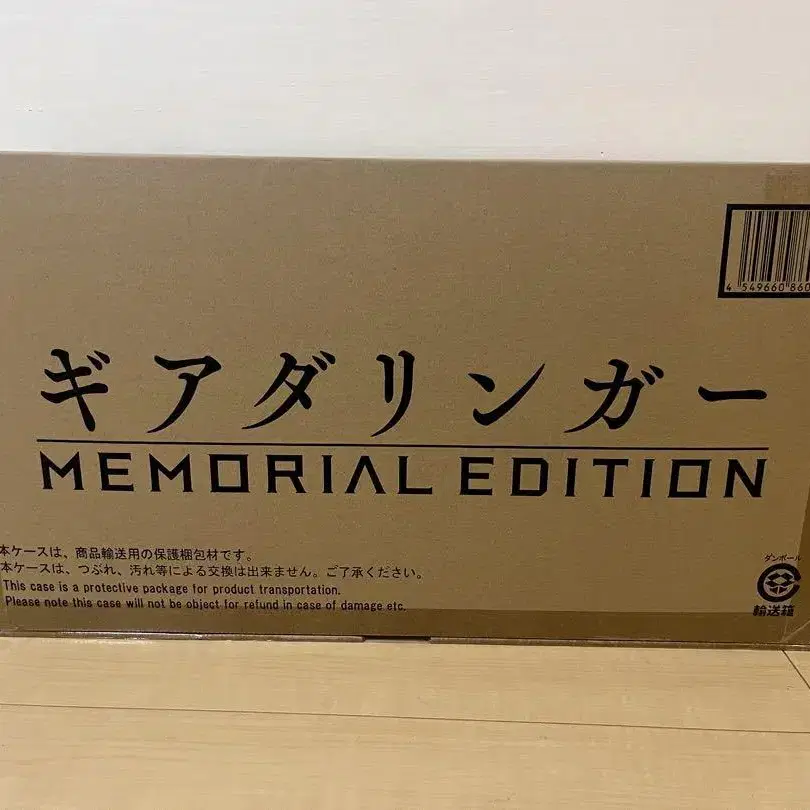 4 549660 860
ギアダリンガー
MEMORIAL EDITION
本ケースは、商品輸送用の保護梱包材です。
本ケースは、つぶれ、汚れ等による交換は出来ません。ご了承ください。
This case is a protective package for product transportation.
Please note this case will not be object for refund in case of damage etc.
ダンボール
輸送箱